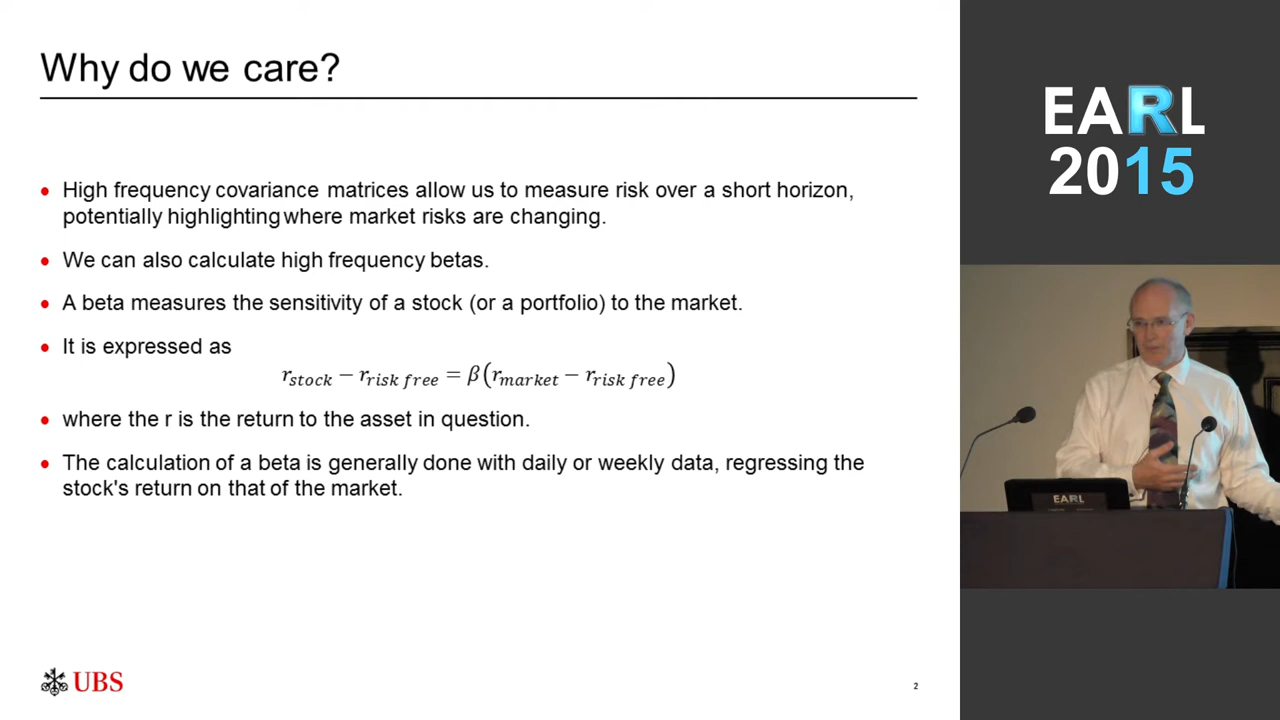 Why do we care?
• High frequency covariance matrices allow us to measure risk over a short horizon,
potentially highlighting where market risks are changing.
• We can also calculate high frequency betas.
• A beta measures the sensitivity of a stock (or a portfolio) to the market.
• It is expressed as
r_stock − r_risk free = β(r_market − r_risk free)
• where the r is the return to the asset in question.
• The calculation of a beta is generally done with daily or weekly data, regressing the
stock's return on that of the market.
UBS
2
EARL
2015
EARL